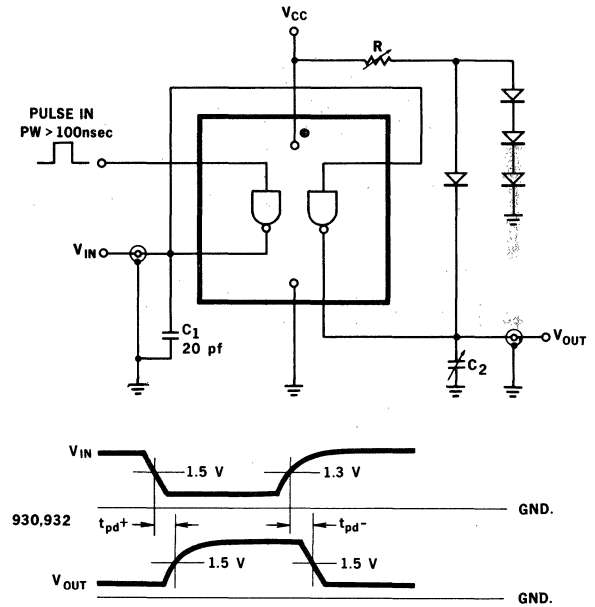 VCC
R
PULSE IN
PW > 100nsec
VIN
C1
20 pf
VOUT
C2
VIN
1.5 V
1.3 V
GND.
930,932
tpd+
tpd-
1.5 V
1.5 V
VOUT
GND.